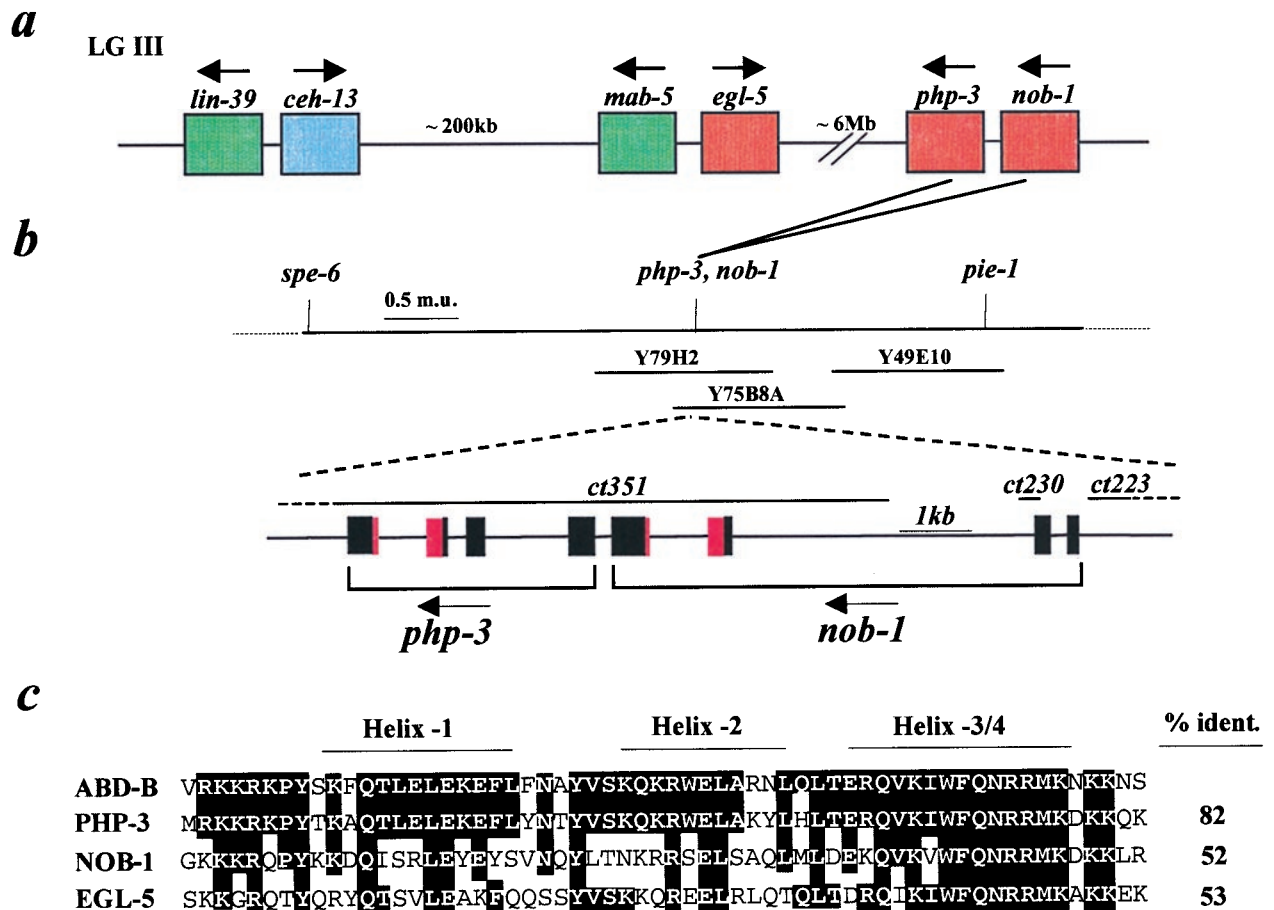 a
LG III
lin-39 ceh-13 mab-5 egl-5 php-3 nob-1
~ 200kb ~ 6Mb
b
spe-6 php-3, nob-1 pie-1
0.5 m.u.
Y79H2 Y49E10
Y75B8A
ct351 ct230 ct223
1kb
php-3 nob-1
c
Helix -1 Helix -2 Helix -3/4 % ident.
ABD-B VRKKRKPYSKFQTLELEKEFLFNAYVSKQKRWELARNLQLTERQVKIWFQNRRMKNKKNS
PHP-3 MRKKRKPYTKAQTLELEKEFLYNTYVSKQKRWELAKYLHLTERQVKIWFQNRRMKDKKQK 82
NOB-1 GKKKRQPYKKDQISRLEYEYSVNQYLTNKRRSELSAQLMLDEKQVKVWFQNRRMKDKKLR 52
EGL-5 SKKGRQTYQRYQTSVLEAKFQQSSYVSKKQREELRLQTQLTDRQIKIWFQNRRMKAKKEK 53